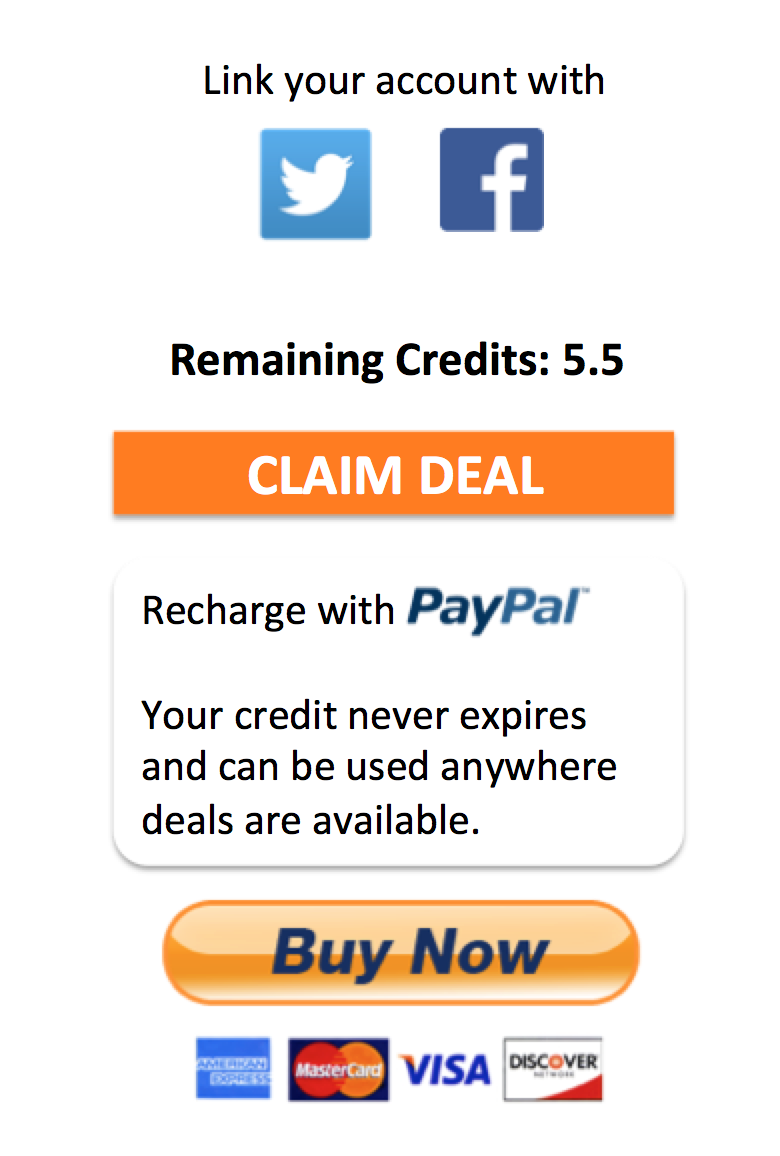 Link your account with
Remaining Credits: 5.5
CLAIM DEAL
Recharge with PayPal™
Your credit never expires
and can be used anywhere
deals are available.
Buy Now
AMERICAN EXPRESS MasterCard VISA DISCOVER NETWORK